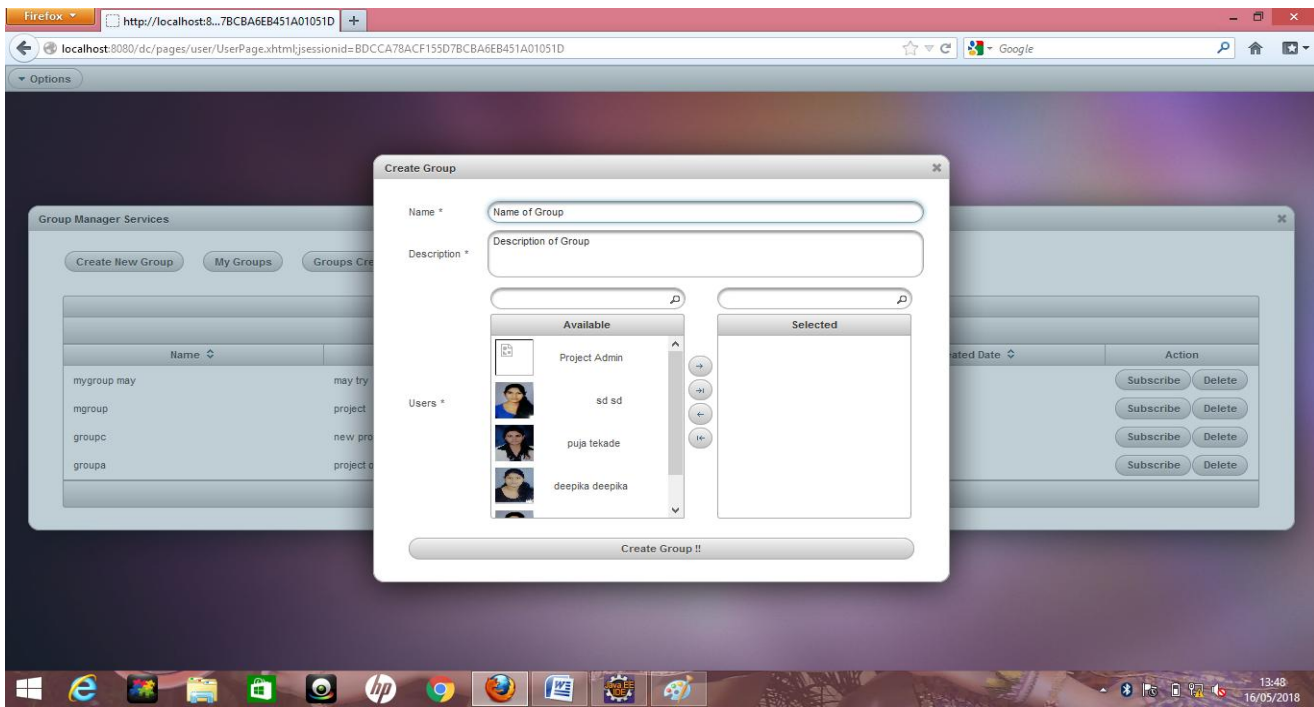 Firefox
http://localhost:8...7BCBA6EB451A01051D
localhost:8080/dc/pages/user/UserPage.xhtml;jsessionid=BDCCA78ACF155D7BCBA6EB451A01051D
Google
Options
Create Group
Group Manager Services
Name *
Name of Group
Description *
Description of Group
Create New Group
My Groups
Groups Cre
Available
Selected
Name
ated Date
Action
Project Admin
mygroup may
may try
Subscribe
Delete
Users *
sd sd
mgroup
project
Subscribe
Delete
puja tekade
groupc
new pro
Subscribe
Delete
groupa
project o
Subscribe
Delete
deepika deepika
Create Group !!
hp
Java EE
IDE
13:48
16/05/2018